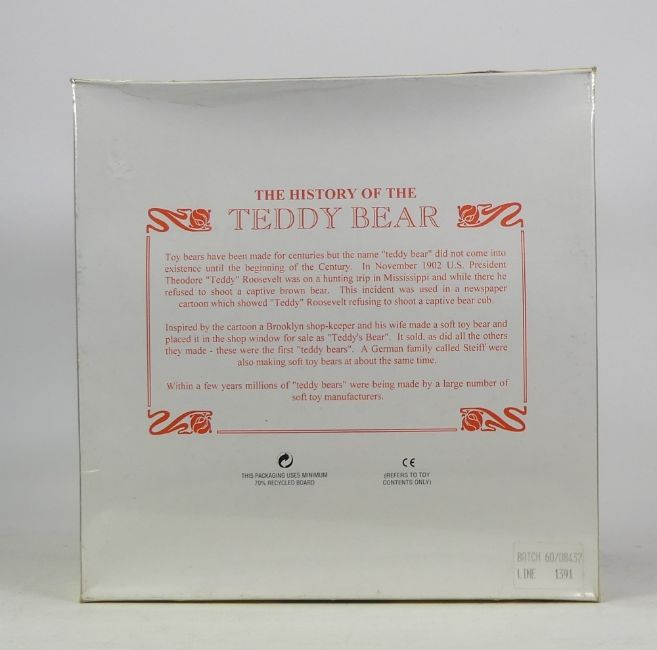 THE HISTORY OF THE
TEDDY BEAR
Toy bears have been made for centuries but the name "teddy bear" did not come into
existence until the beginning of the Century. In November 1902 U.S. President
Theodore "Teddy" Roosevelt was on a hunting trip in Mississippi and while there he
refused to shoot a captive brown bear. This incident was used in a newspaper
cartoon which showed "Teddy" Roosevelt refusing to shoot a captive bear cub.
Inspired by the cartoon a Brooklyn shop-keeper and his wife made a soft toy bear and
placed it in the shop window for sale as "Teddy's Bear". It sold, as did all the others
they made - these were the first "teddy bears". A German family called Steiff were
also making soft toy bears at about the same time.
Within a few years millions of "teddy bears" were being made by a large number of
soft toy manufacturers.
THIS PACKAGING USES MINIMUM
70% RECYCLED BOARD
CE
(REFERS TO TOY
CONTENTS ONLY)
BATCH 60/08437
LINE 1391